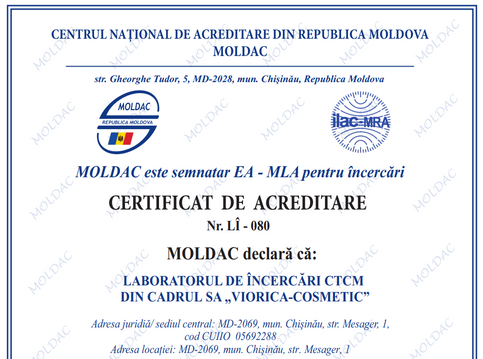 CENTRUL NAȚIONAL DE ACREDITARE DIN REPUBLICA MOLDOVA
MOLDAC
str. Gheorghe Tudor, 5, MD-2028, mun. Chișinău, Republica Moldova
MOLDAC
REPUBLICA MOLDOVA
ilac-MRA
MOLDAC este semnatar EA - MLA pentru încercări
CERTIFICAT DE ACREDITARE
Nr. LÎ - 080
MOLDAC declară că:
LABORATORUL DE ÎNCERCĂRI CTCM
DIN CADRUL SA „VIORICA-COSMETIC”
Adresa juridică/ sediul central: MD-2069, mun. Chișinău, str. Mesager, 1,
cod CUIIO 05692288
Adresa locației: MD-2069, mun. Chișinău, str. Mesager, 1